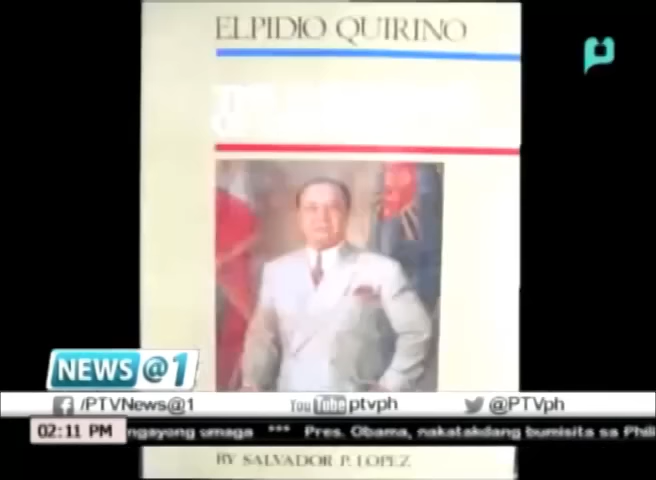 ELPIDIO QUIRINO
NEWS @1
/PTVNews@1
YouTube ptvph
@PTVph
02:11 PM
ngayong umaga *** Pres. Obama, nakatakdang bumisita sa Phil
BY SALVADOR P. LOPEZ